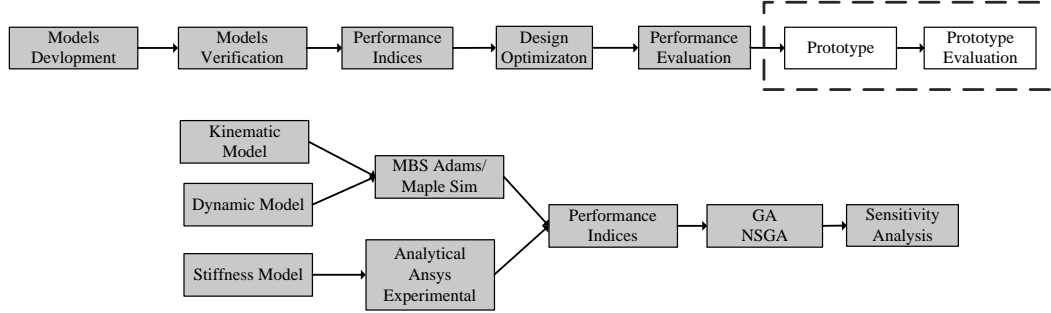 Models
Devlopment
Models
Verification
Performance
Indices
Design
Optimizaton
Performance
Evaluation
Prototype
Prototype
Evaluation
Kinematic
Model
Dynamic Model
MBS Adams/
Maple Sim
Stiffness Model
Analytical
Ansys
Experimental
Performance
Indices
GA
NSGA
Sensitivity
Analysis